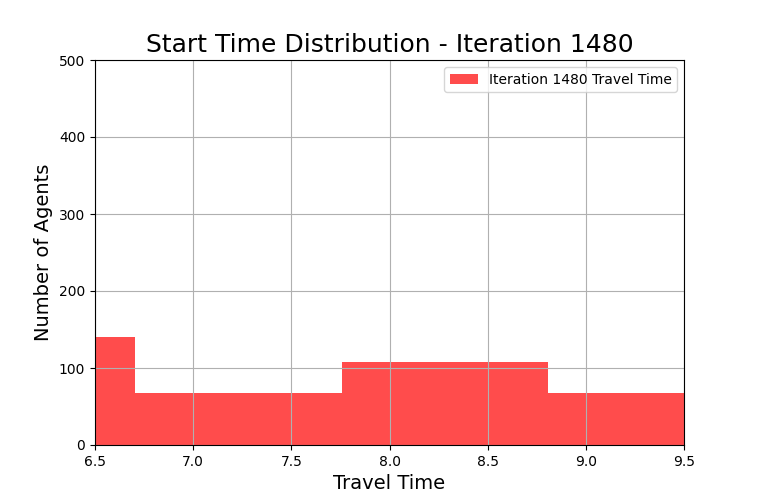 Start Time Distribution - Iteration 1480
Iteration 1480 Travel Time
Number of Agents
500
400
300
200
100
0
6.5 7.0 7.5 8.0 8.5 9.0 9.5
Travel Time